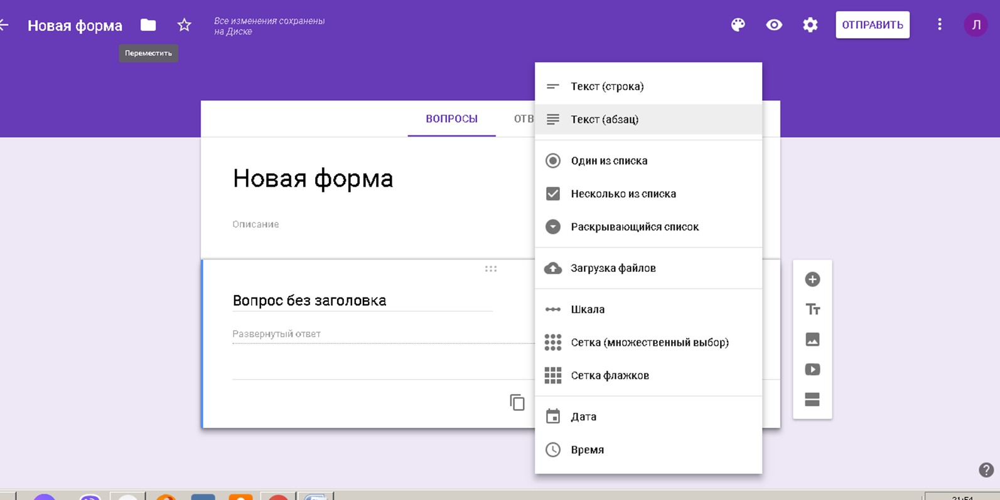 Новая форма
Все изменения сохранены
на Диске
ОТПРАВИТЬ
Л
Переместить
ВОПРОСЫ
ОТВ
Новая форма
Описание
Вопрос без заголовка
Развернутый ответ
Текст (строка)
Текст (абзац)
Один из списка
Несколько из списка
Раскрывающийся список
Загрузка файлов
Шкала
Сетка (множественный выбор)
Сетка флажков
Дата
Время
Тт